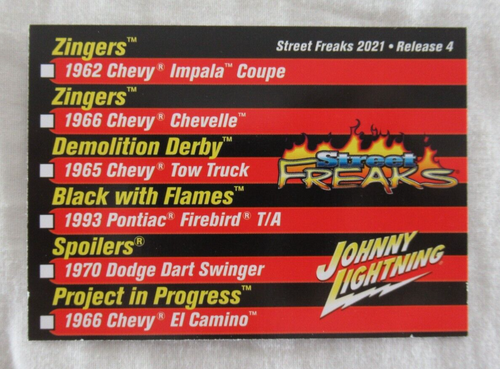 Zingers™
Street Freaks 2021 • Release 4
1962 Chevy® Impala™ Coupe
Zingers™
1966 Chevy® Chevelle™
Demolition Derby™
1965 Chevy® Tow Truck
Street
FREAKS
Black with Flames™
1993 Pontiac® Firebird® T/A
Spoilers®
1970 Dodge Dart Swinger
JOHNNY
LIGHTNING
Project in Progress™
1966 Chevy® El Camino™